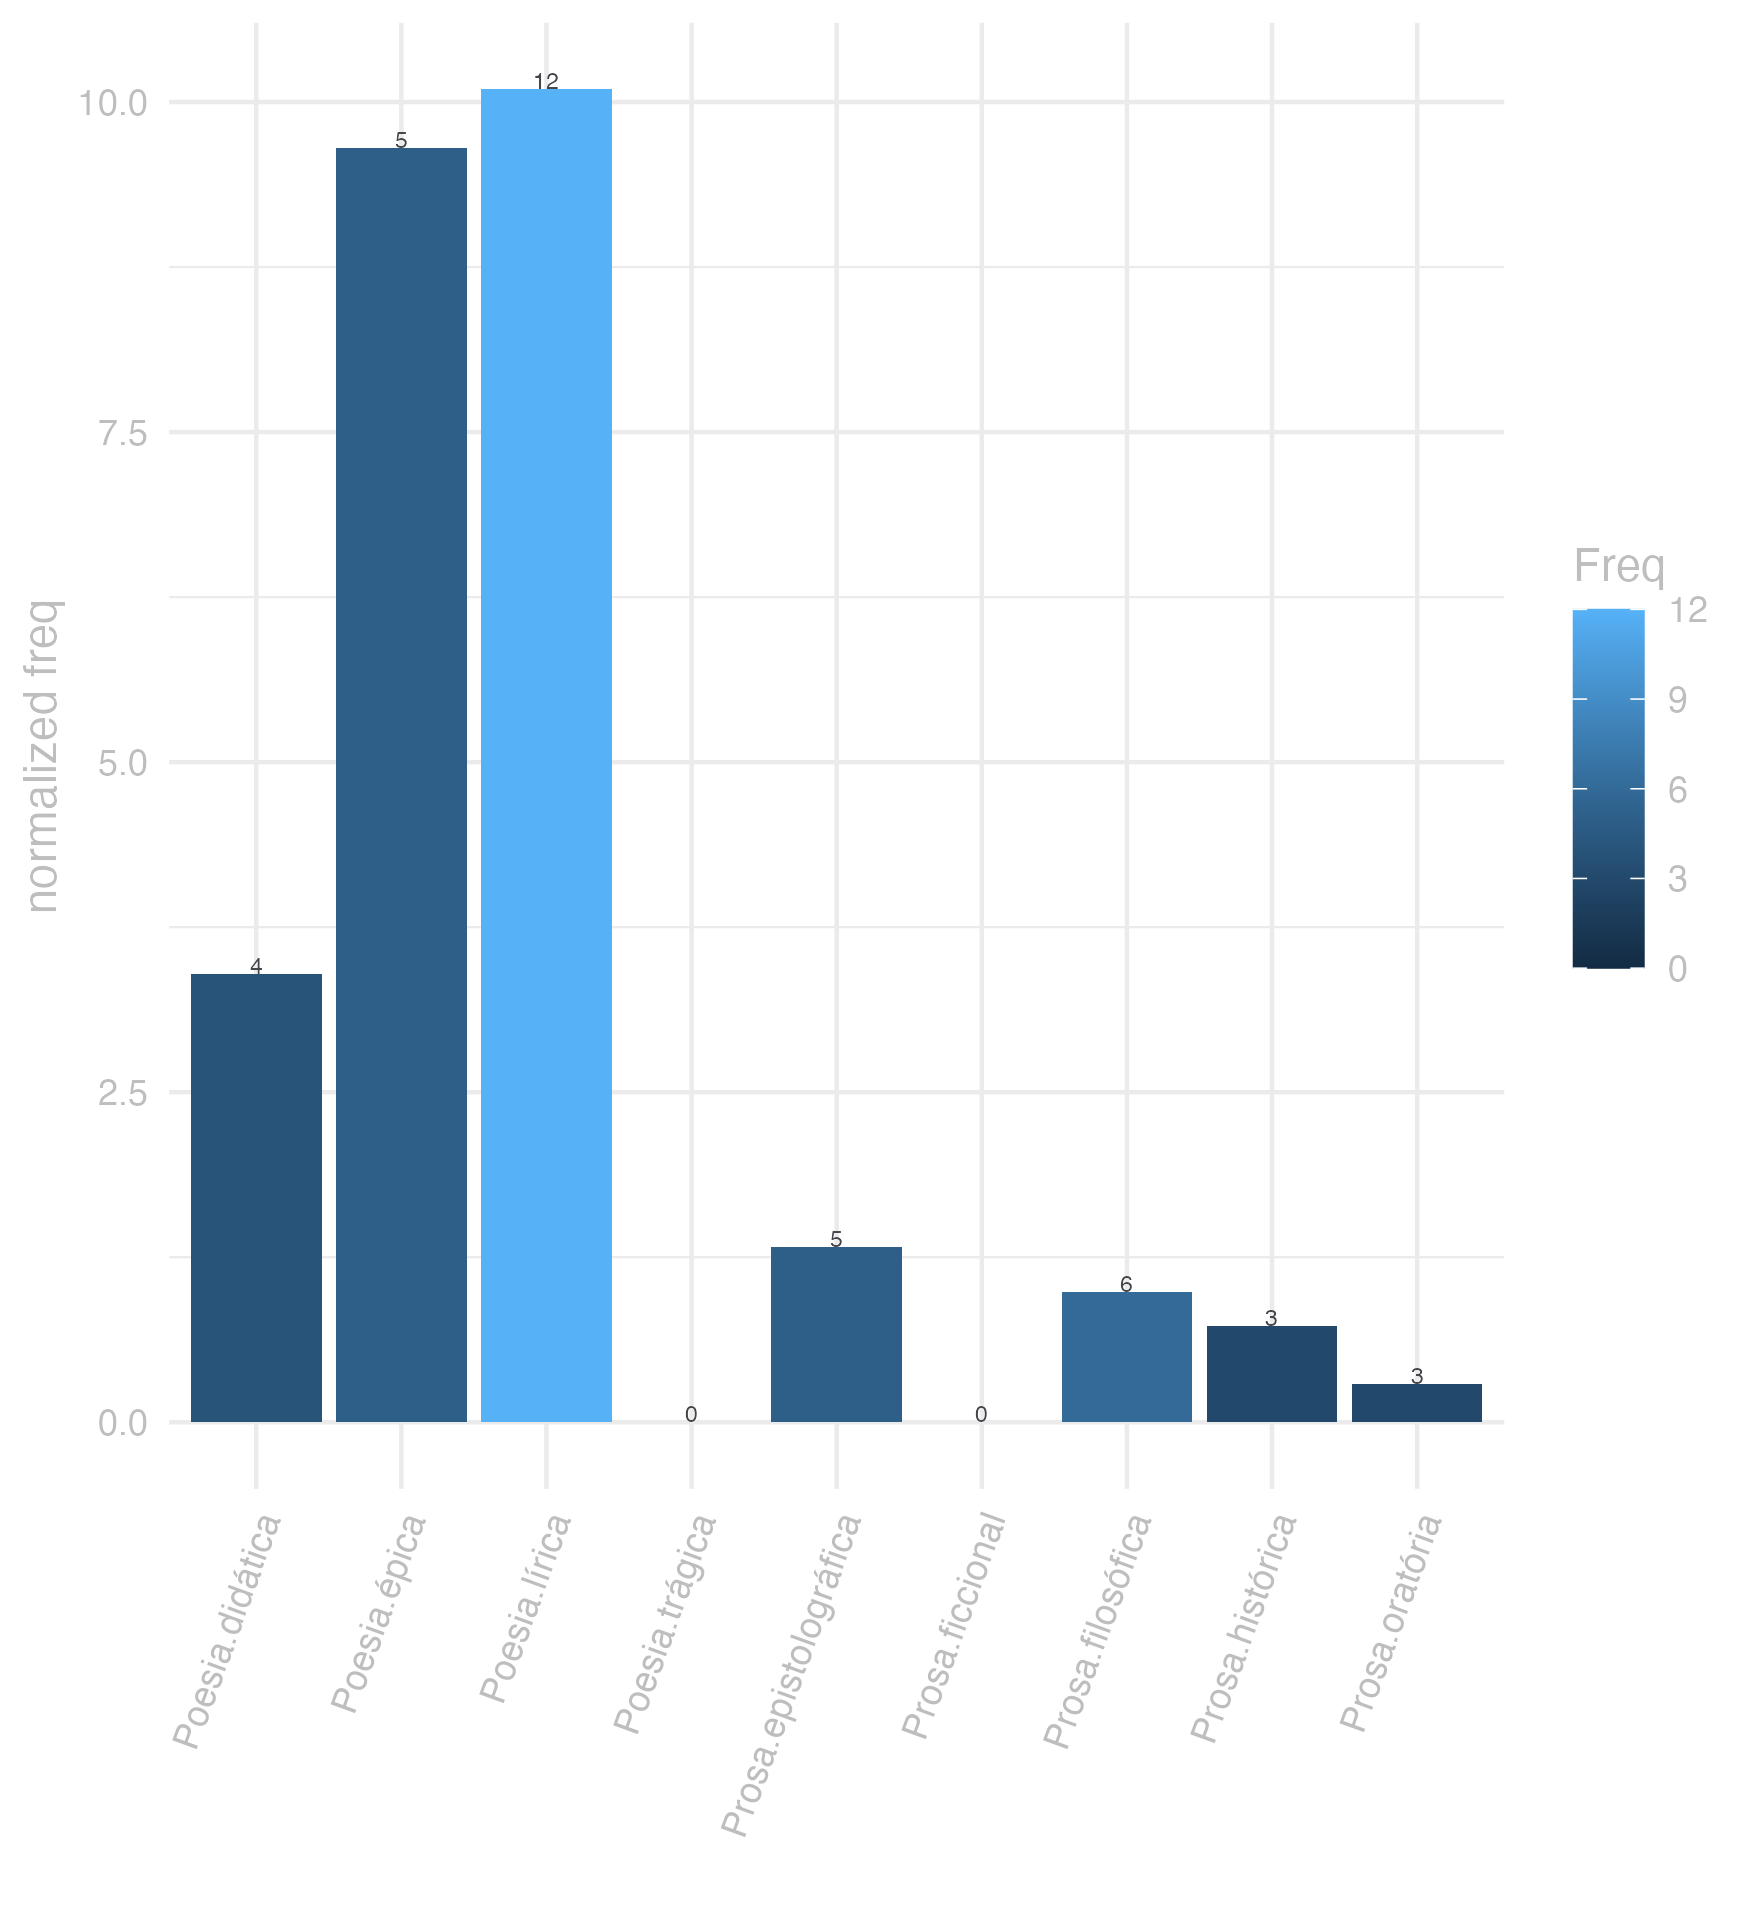 normalized freq
10.0
7.5
5.0
2.5
0.0
4
5
12
0
5
0
6
3
3
Poesia.didática
Poesia.épica
Poesia.lírica
Poesia.trágica
Prosa.epistolográfica
Prosa.ficcional
Prosa.filosófica
Prosa.histórica
Prosa.oratória
Freq
12
9
6
3
0